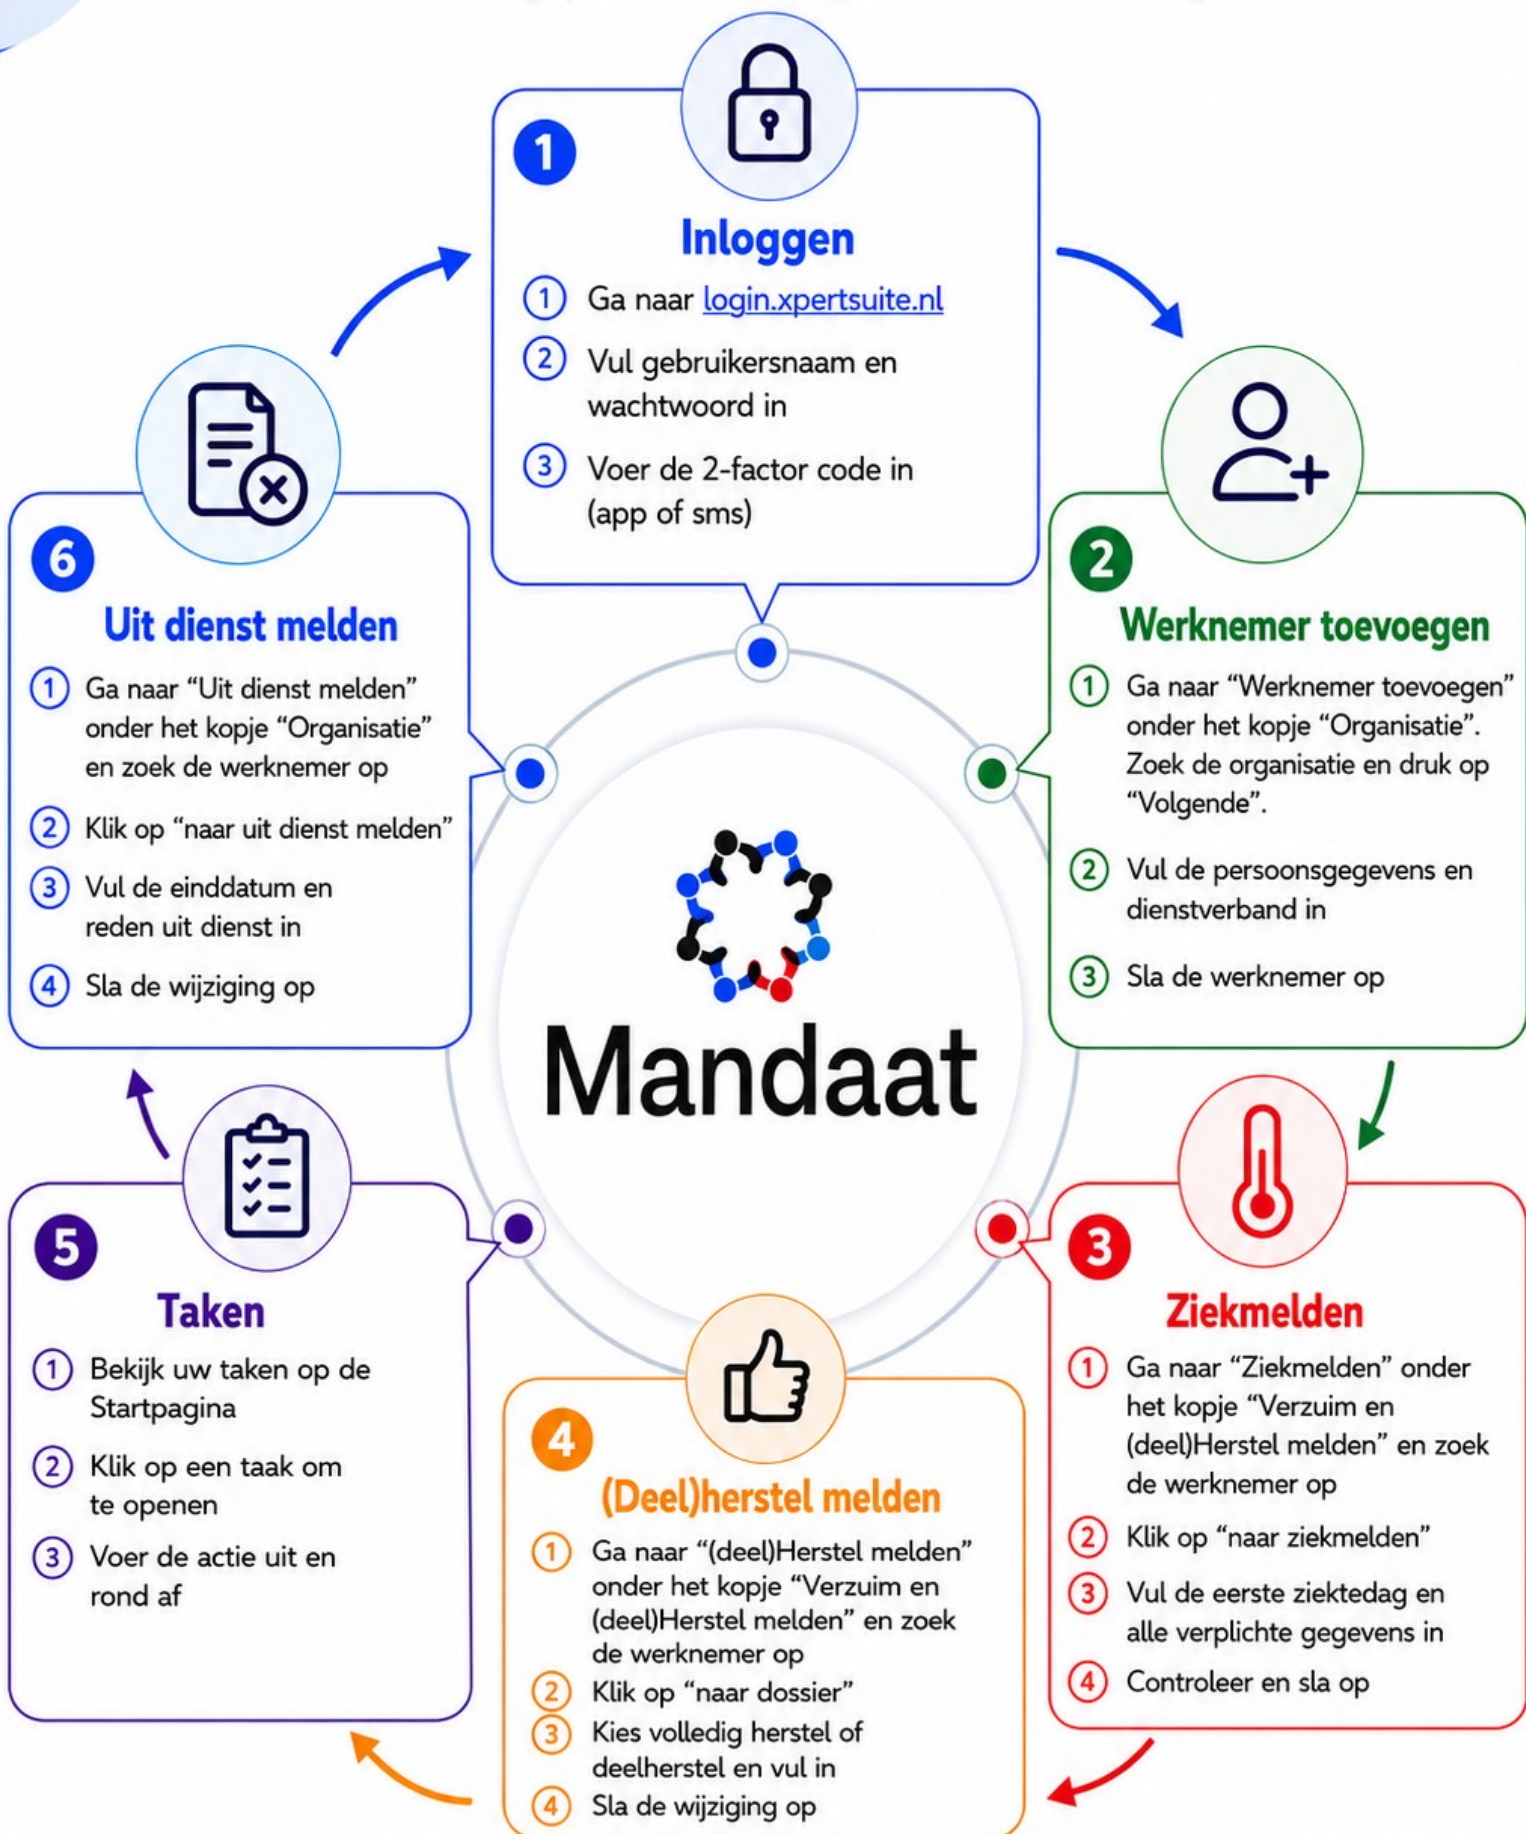 1
Inloggen
1 Ga naar login.xpertsuite.nl
2 Vul gebruikersnaam en
wachtwoord in
3 Voer de 2-factor code in
(app of sms)
2
Werknemer toevoegen
1 Ga naar “Werknemer toevoegen”
onder het kopje “Organisatie”.
Zoek de organisatie en druk op
“Volgende”.
2 Vul de persoonsgegevens en
dienstverband in
3 Sla de werknemer op
3
Ziekmelden
1 Ga naar “Ziekmelden” onder
het kopje “Verzuim en
(deel)Herstel melden” en zoek
de werknemer op
2 Klik op “naar ziekmelden”
3 Vul de eerste ziektedag en
alle verplichte gegevens in
4 Controleer en sla op
4
(Deel)herstel melden
1 Ga naar “(deel)Herstel melden”
onder het kopje “Verzuim en
(deel)Herstel melden” en zoek
de werknemer op
2 Klik op “naar dossier”
3 Kies volledig herstel of
deelherstel en vul in
4 Sla de wijziging op
5
Taken
1 Bekijk uw taken op de
Startpagina
2 Klik op een taak om
te openen
3 Voer de actie uit en
rond af
6
Uit dienst melden
1 Ga naar “Uit dienst melden”
onder het kopje “Organisatie”
en zoek de werknemer op
2 Klik op “naar uit dienst melden”
3 Vul de einddatum en
reden uit dienst in
4 Sla de wijziging op
Mandaat